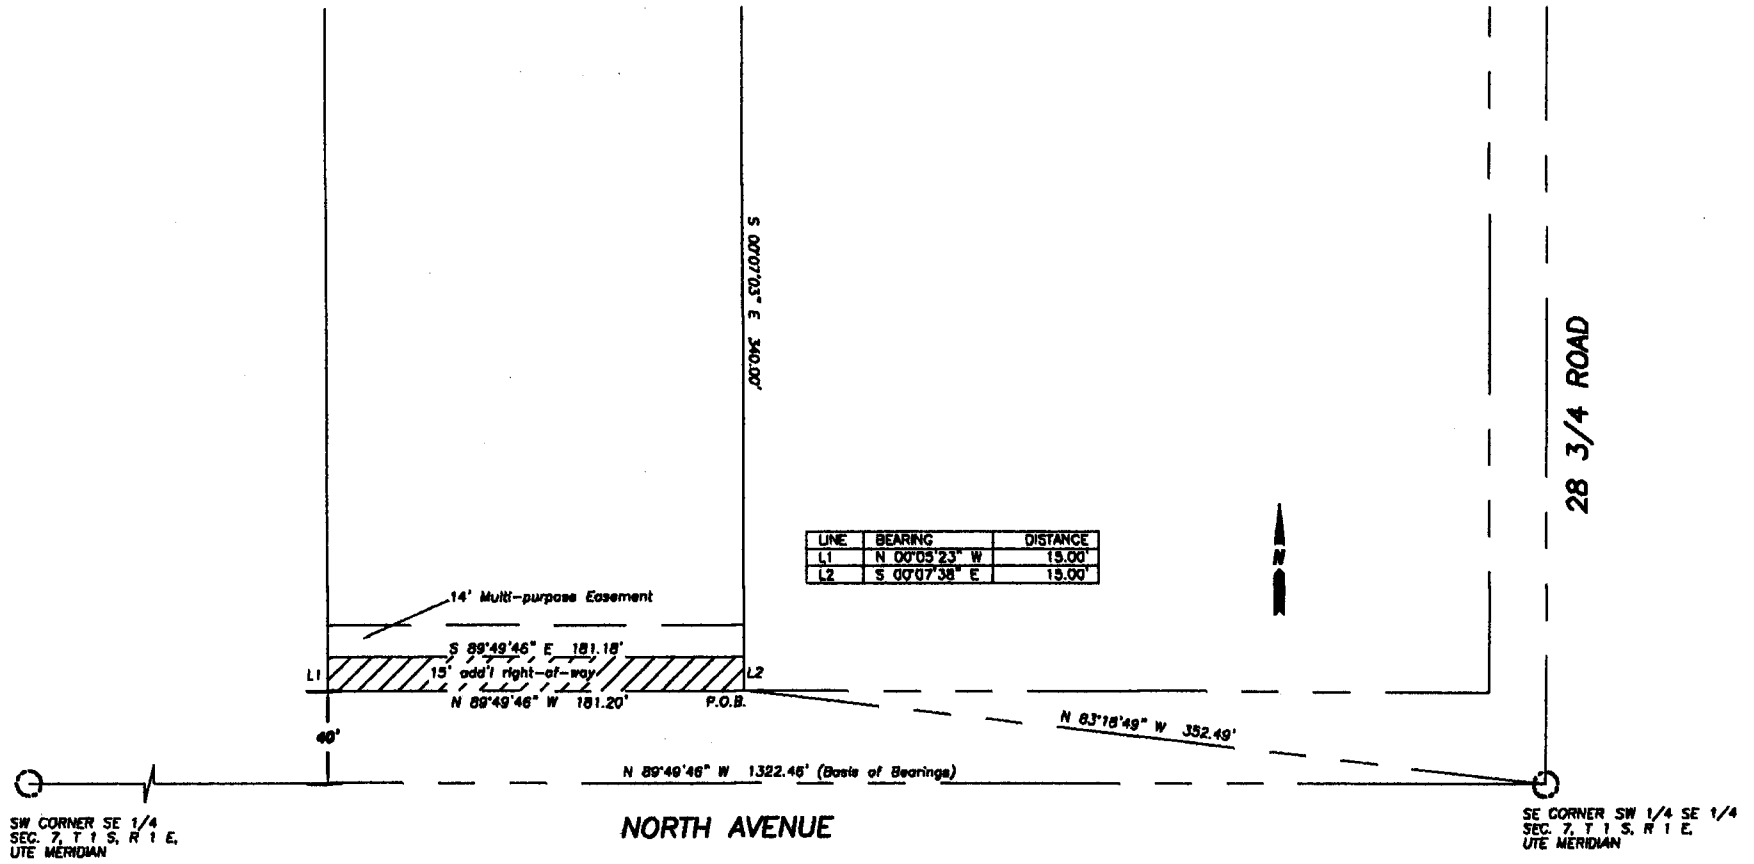 S 00°07'03" E 340.00'
28 3/4 ROAD
LINE BEARING DISTANCE
L1 N 00°05'23" W 15.00'
L2 S 00°07'38" E 15.00'
N
14' Multi-purpose Easement
S 89°49'46" E 181.18'
L1
15' add'l right-of-way
L2
N 89°49'46" W 181.20'
P.O.B.
40'
N 83°18'49" W 352.49'
N 89°49'46" W 1322.46' (Basis of Bearings)
SW CORNER SE 1/4
SEC. 7, T 1 S, R 1 E,
UTE MERIDIAN
NORTH AVENUE
SE CORNER SW 1/4 SE 1/4
SEC. 7, T 1 S, R 1 E,
UTE MERIDIAN